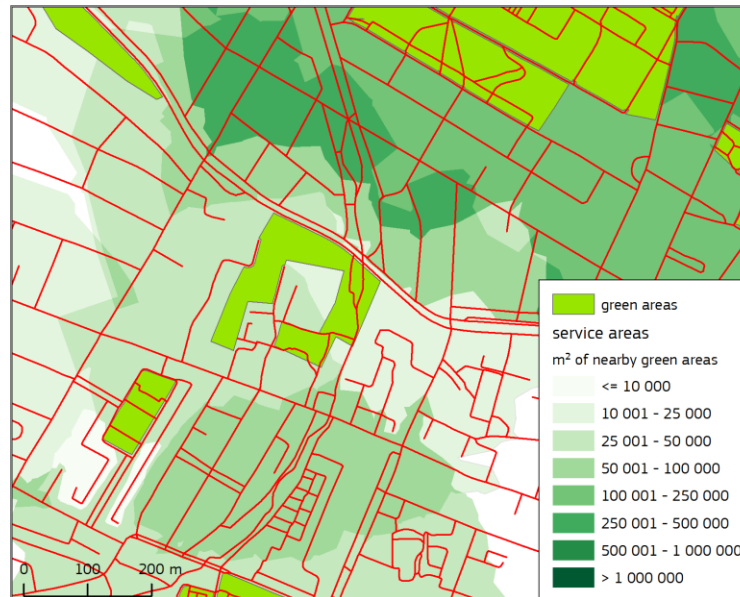 green areas
service areas
m² of nearby green areas
<= 10 000
10 001 - 25 000
25 001 - 50 000
50 001 - 100 000
100 001 - 250 000
250 001 - 500 000
500 001 - 1 000 000
> 1 000 000
0 100 200 m